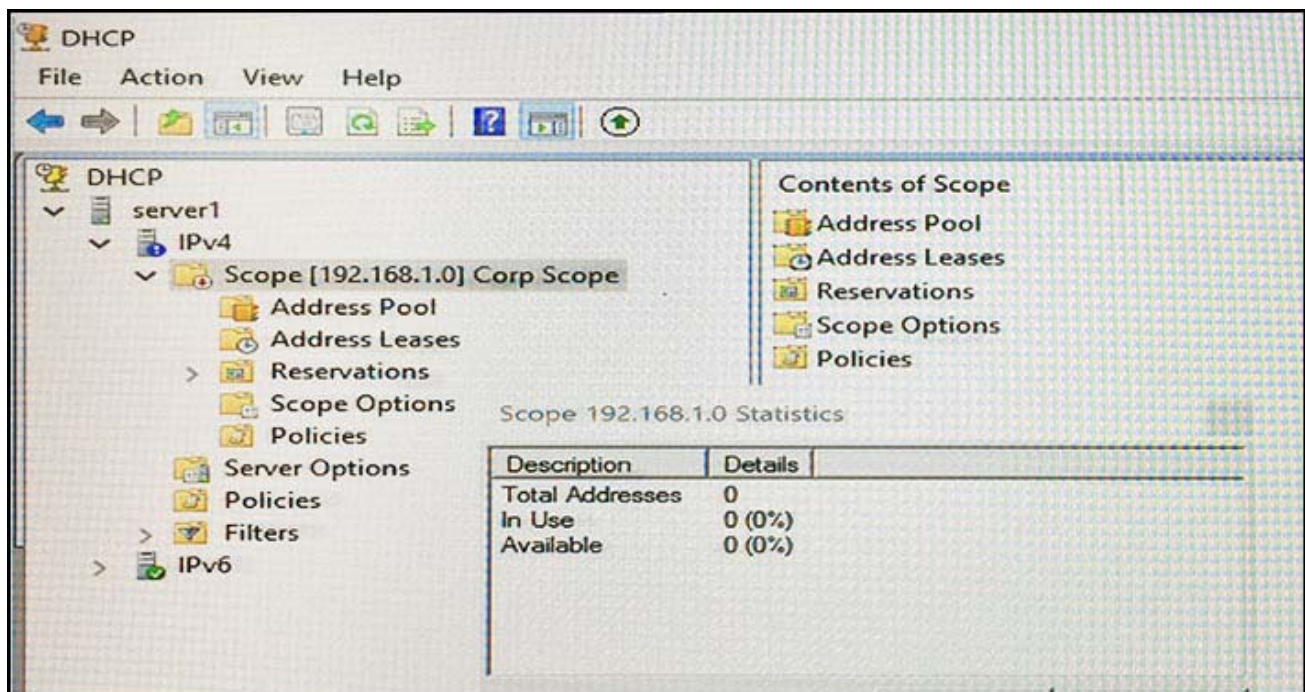 DHCP
File Action View Help
DHCP
server1
IPv4
Scope [192.168.1.0] Corp Scope
Address Pool
Address Leases
Reservations
Scope Options
Policies
Server Options
Policies
Filters
IPv6
Contents of Scope
Address Pool
Address Leases
Reservations
Scope Options
Policies
Scope 192.168.1.0 Statistics
Description Details
Total Addresses 0
In Use 0 (0%)
Available 0 (0%)